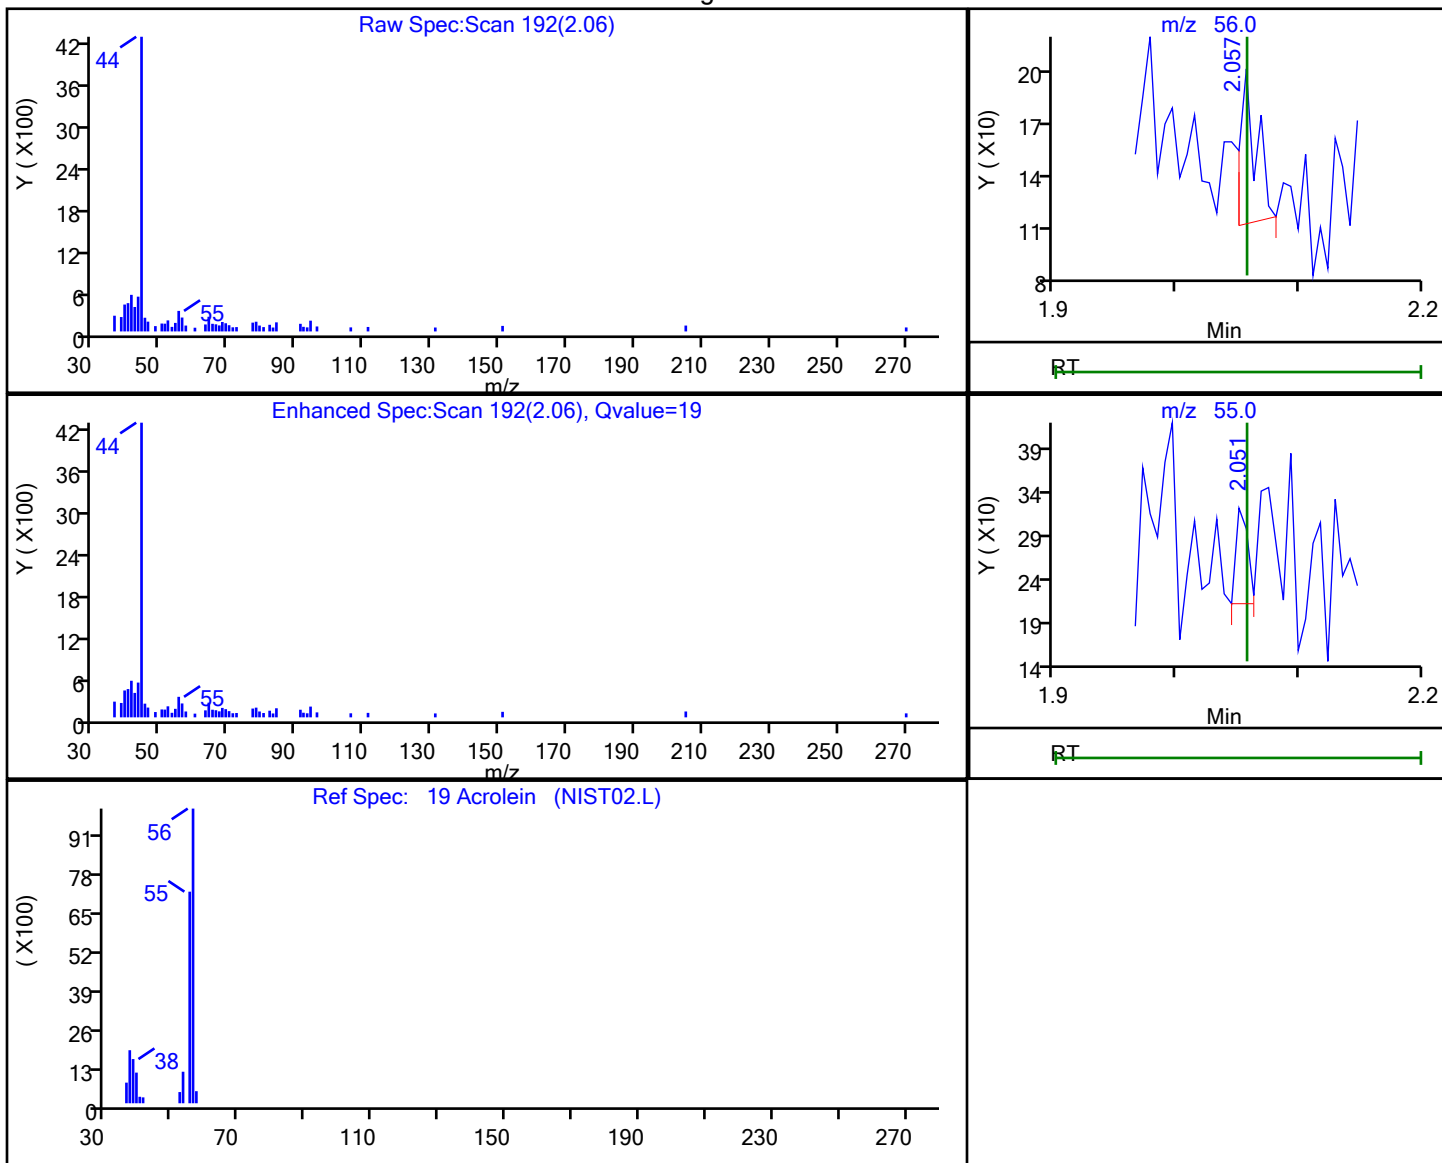 Raw Spec:Scan 192(2.06)
Y ( X100)
42
36
30
24
18
12
6
0
44
55
30 50 70 90 110 130 150 170 190 210 230 250 270
m/z
m/z 56.0
Y ( X10)
20
17
14
11
8
2.057
1.9 2.2
Min
RT
Enhanced Spec:Scan 192(2.06), Qvalue=19
Y ( X100)
42
36
30
24
18
12
6
0
44
55
30 50 70 90 110 130 150 170 190 210 230 250 270
m/z
m/z 55.0
Y ( X10)
39
34
29
24
19
14
2.051
1.9 2.2
Min
RT
Ref Spec: 19 Acrolein (NIST02.L)
( X100)
91
78
65
52
39
26
13
0
56
55
38
30 70 110 150 190 230 270